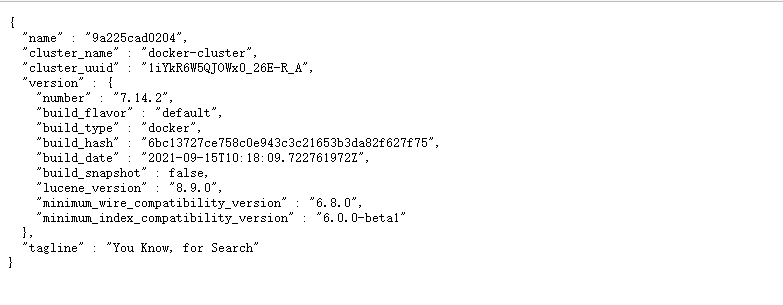 {
  "name" : "9a225cad0204",
  "cluster_name" : "docker-cluster",
  "cluster_uuid" : "1iYkR6W5QJOWx0_26E-R_A",
  "version" : {
    "number" : "7.14.2",
    "build_flavor" : "default",
    "build_type" : "docker",
    "build_hash" : "6bc13727ce758c0e943c3c21653b3da82f627f75",
    "build_date" : "2021-09-15T10:18:09.722761972Z",
    "build_snapshot" : false,
    "lucene_version" : "8.9.0",
    "minimum_wire_compatibility_version" : "6.8.0",
    "minimum_index_compatibility_version" : "6.0.0-beta1"
  },
  "tagline" : "You Know, for Search"
}